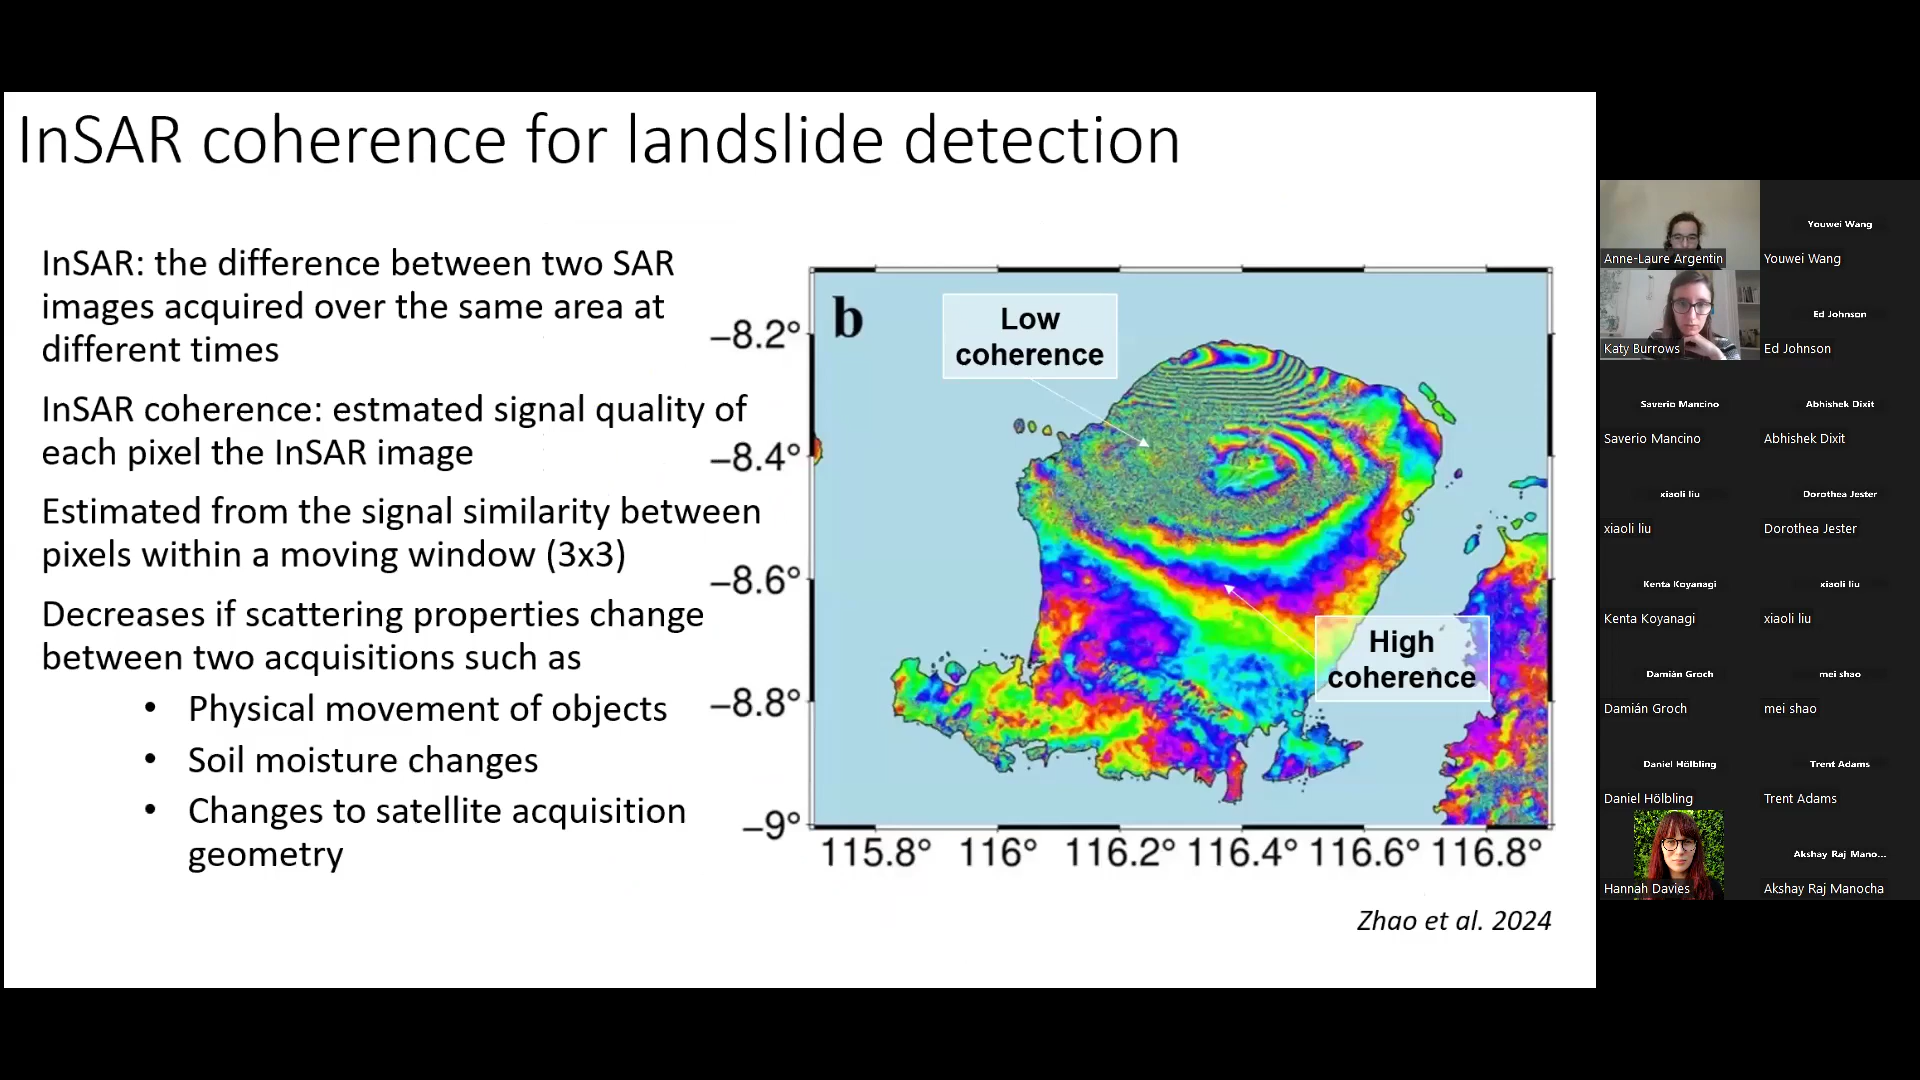 InSAR coherence for landslide detection
InSAR: the difference between two SAR
images acquired over the same area at
different times
InSAR coherence: estmated signal quality of
each pixel the InSAR image
Estimated from the signal similarity between
pixels within a moving window (3x3)
Decreases if scattering properties change
between two acquisitions such as
• Physical movement of objects
• Soil moisture changes
• Changes to satellite acquisition
geometry
b
Low
coherence
High
coherence
−8.2°
−8.4°
−8.6°
−8.8°
−9°
115.8° 116° 116.2° 116.4° 116.6° 116.8°
Zhao et al. 2024
Anne-Laure Argentin
Youwei Wang
Youwei Wang
Katy Burrows
Ed Johnson
Ed Johnson
Saverio Mancino
Saverio Mancino
Abhishek Dixit
Abhishek Dixit
xiaoli liu
xiaoli liu
Dorothea Jester
Dorothea Jester
Kenta Koyanagi
Kenta Koyanagi
xiaoli liu
xiaoli liu
Damián Groch
Damián Groch
mei shao
mei shao
Daniel Hölbling
Daniel Hölbling
Trent Adams
Trent Adams
Hannah Davies
Akshay Raj Mano...
Akshay Raj Manocha